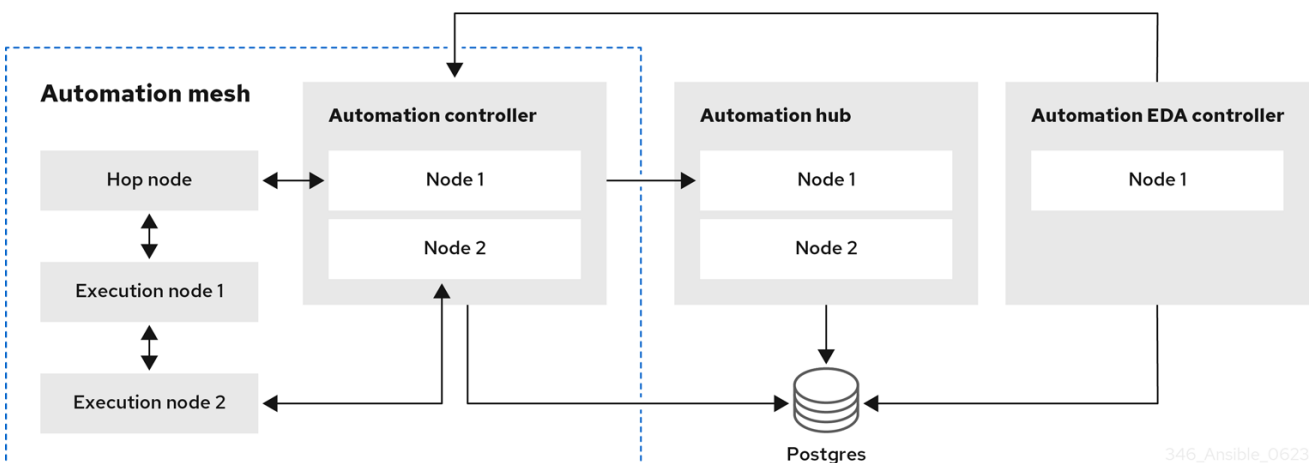 Automation mesh
Automation controller
Automation hub
Automation EDA controller
Hop node
Node 1
Node 1
Node 1
Node 2
Node 2
Execution node 1
Execution node 2
Postgres
346_Ansible_0623